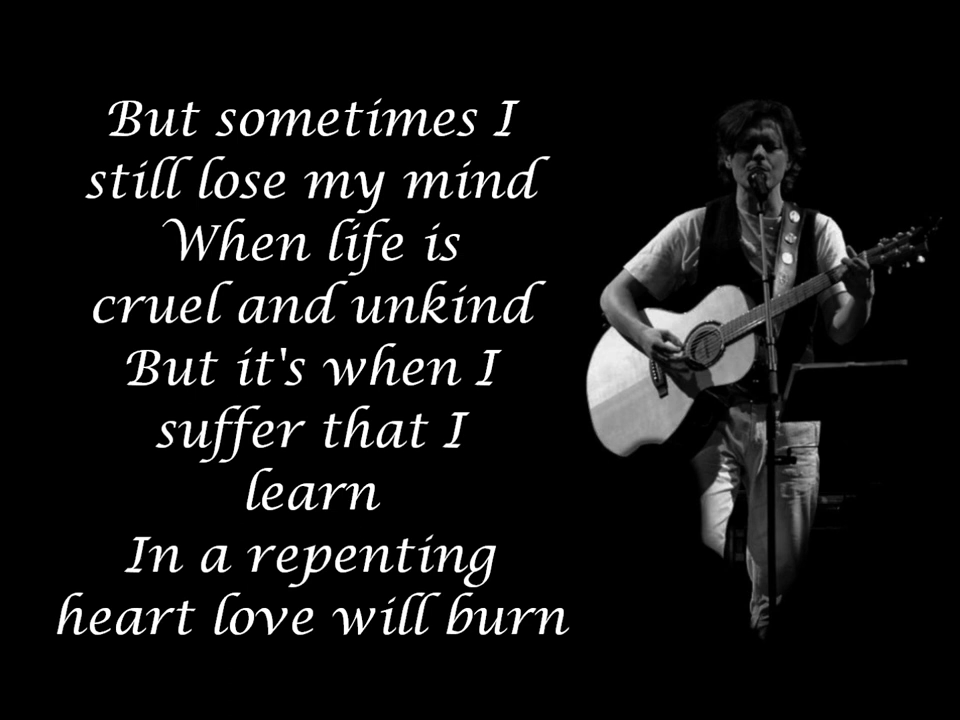 But sometimes I
still lose my mind
When life is
cruel and unkind
But it's when I
suffer that I
learn
In a repenting
heart love will burn